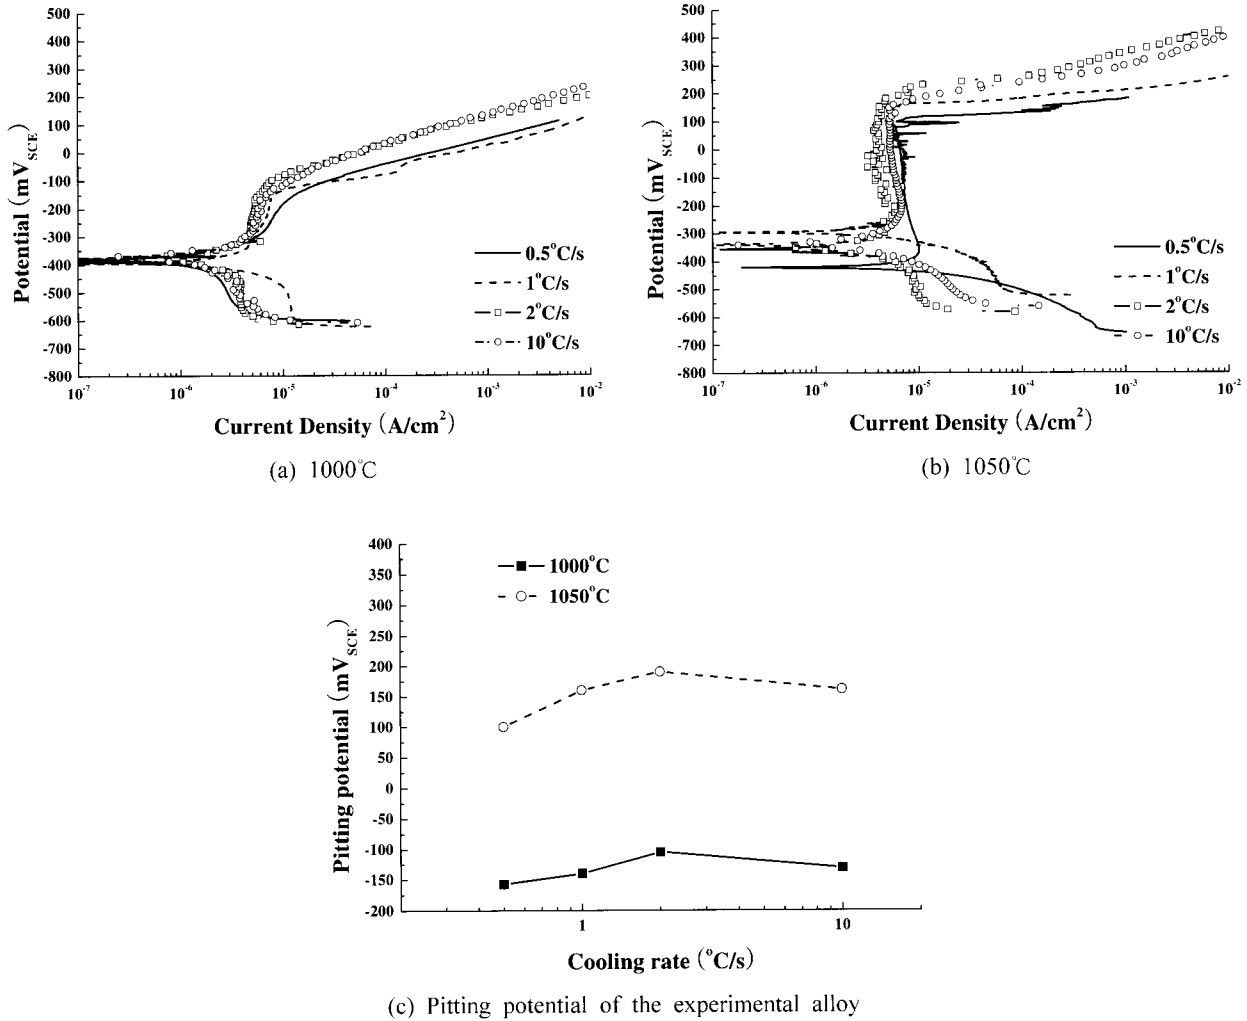 500
400
300
200
100
0
-100
-200
-300
-400
-500
-600
-700
-800
Potential (mV_SCE)
0.5°C/s
1°C/s
2°C/s
10°C/s
10^-7
10^-6
10^-5
10^-4
10^-3
10^-2
Current Density (A/cm²)
(a) 1000℃
500
400
300
200
100
0
-100
-200
-300
-400
-500
-600
-700
-800
Potential (mV_SCE)
0.5°C/s
1°C/s
2°C/s
10°C/s
10^-7
10^-6
10^-5
10^-4
10^-3
10^-2
Current Density (A/cm²)
(b) 1050℃
400
350
300
250
200
150
100
50
0
-50
-100
-150
-200
Pitting potential (mV_SCE)
1000°C
1050°C
1
10
Cooling rate (°C/s)
(c) Pitting potential of the experimental alloy